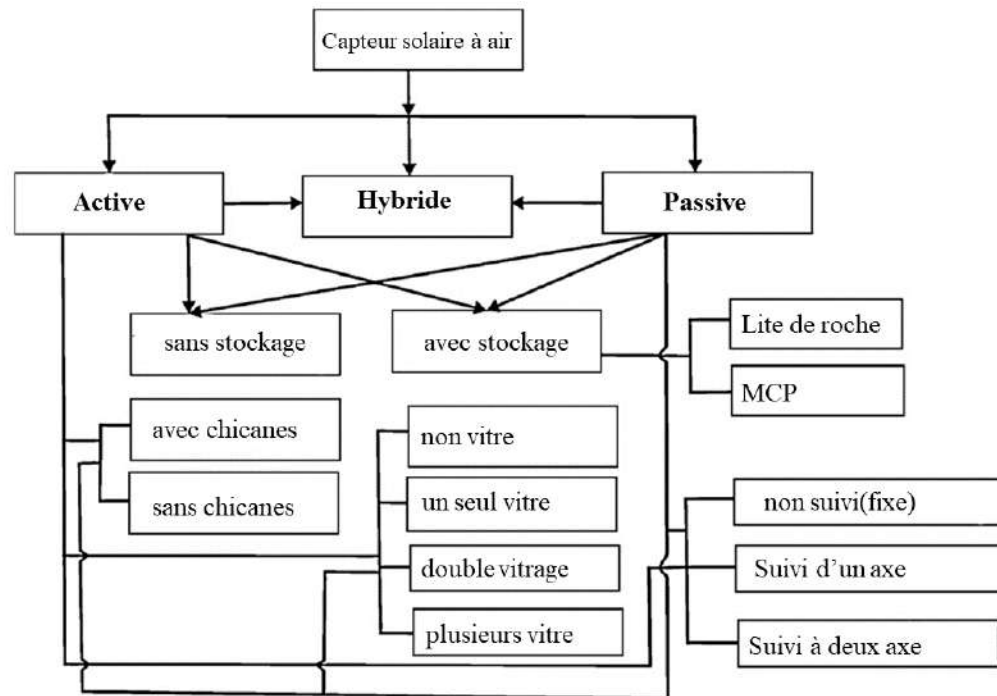 Capteur solaire à air
Active
Hybride
Passive
sans stockage
avec stockage
Lite de roche
MCP
avec chicanes
sans chicanes
non vitre
un seul vitre
double vitrage
plusieurs vitre
non suivi(fixe)
Suivi d'un axe
Suivi à deux axe